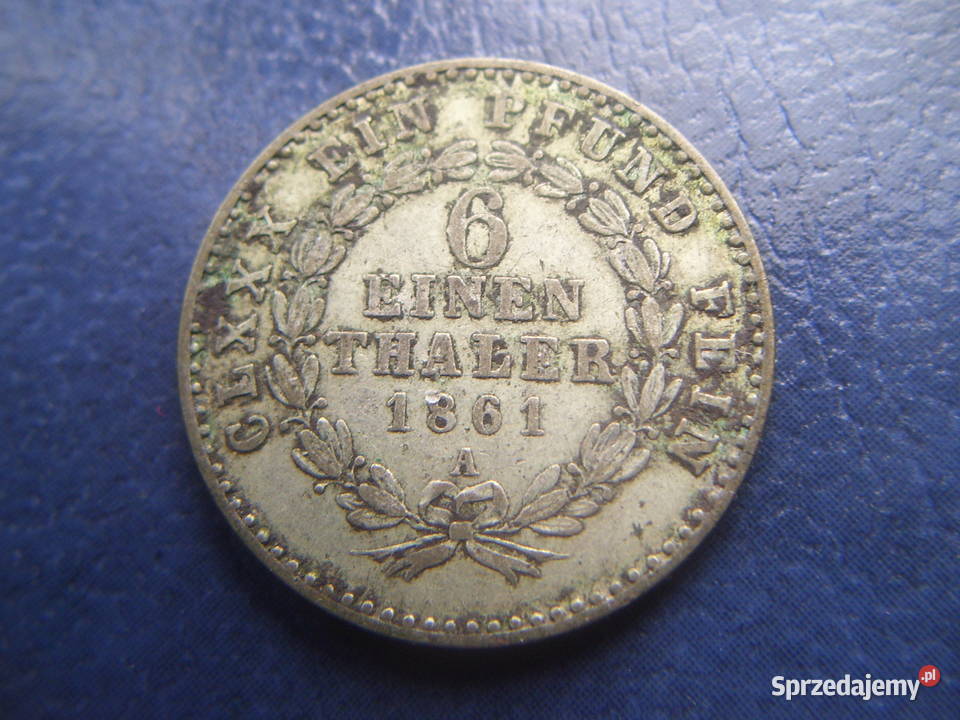 CLXXX EIN PFUND FEIN
6
EINEN
THALER
1861
A
Sprzedajemy.pl